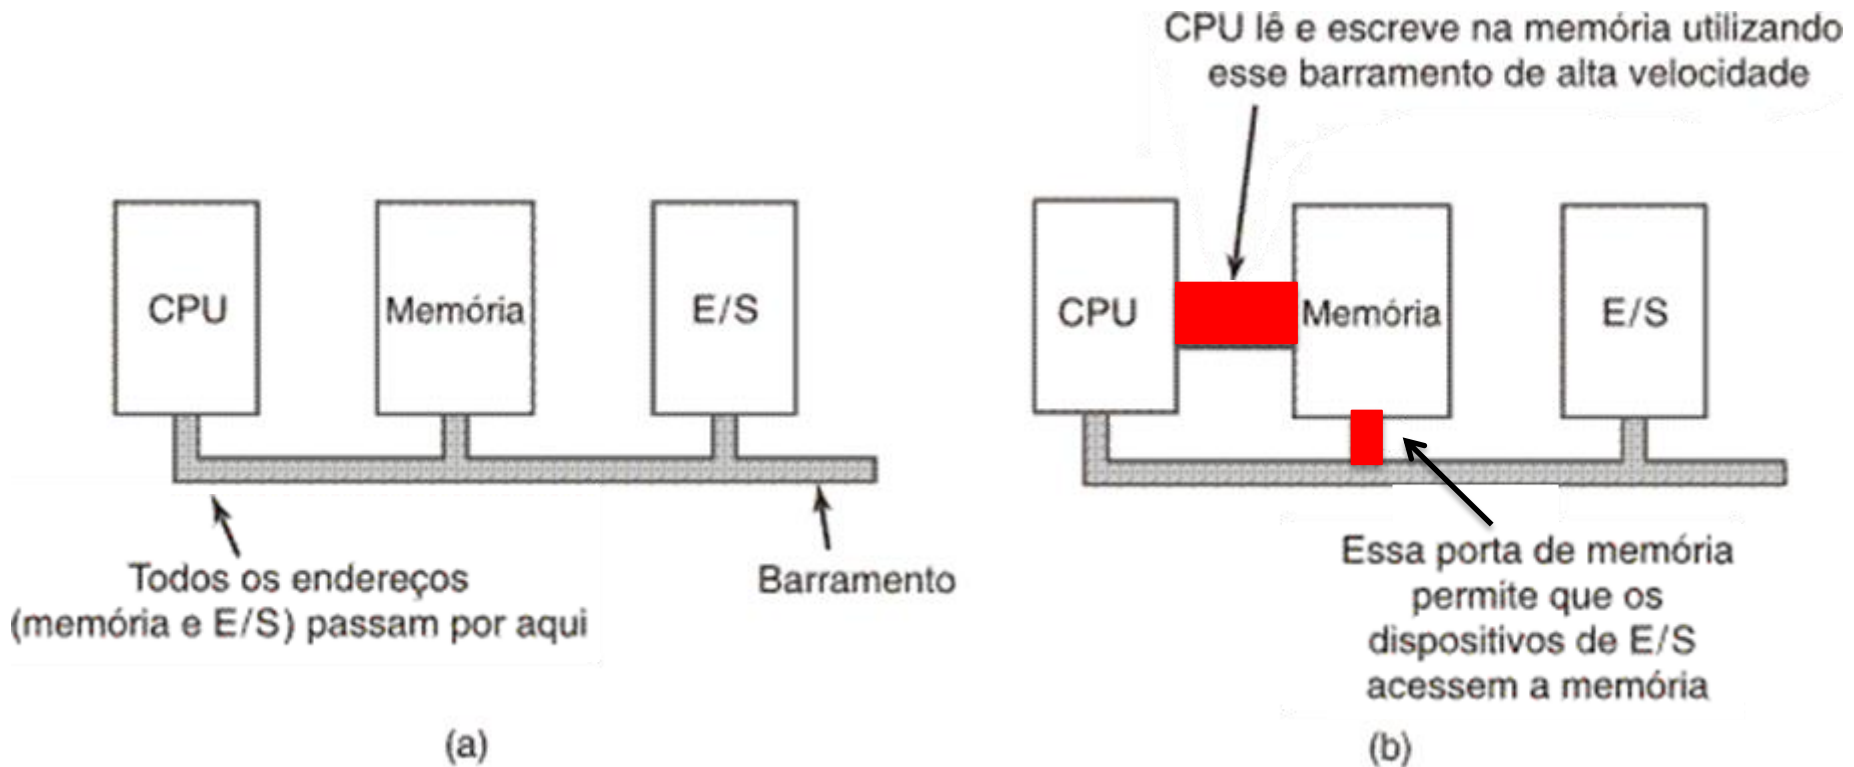 CPU
Memória
E/S
Todos os endereços
(memória e E/S) passam por aqui
Barramento
(a)
CPU lê e escreve na memória utilizando
esse barramento de alta velocidade
CPU
Memória
E/S
Essa porta de memória
permite que os
dispositivos de E/S
acessem a memória
(b)